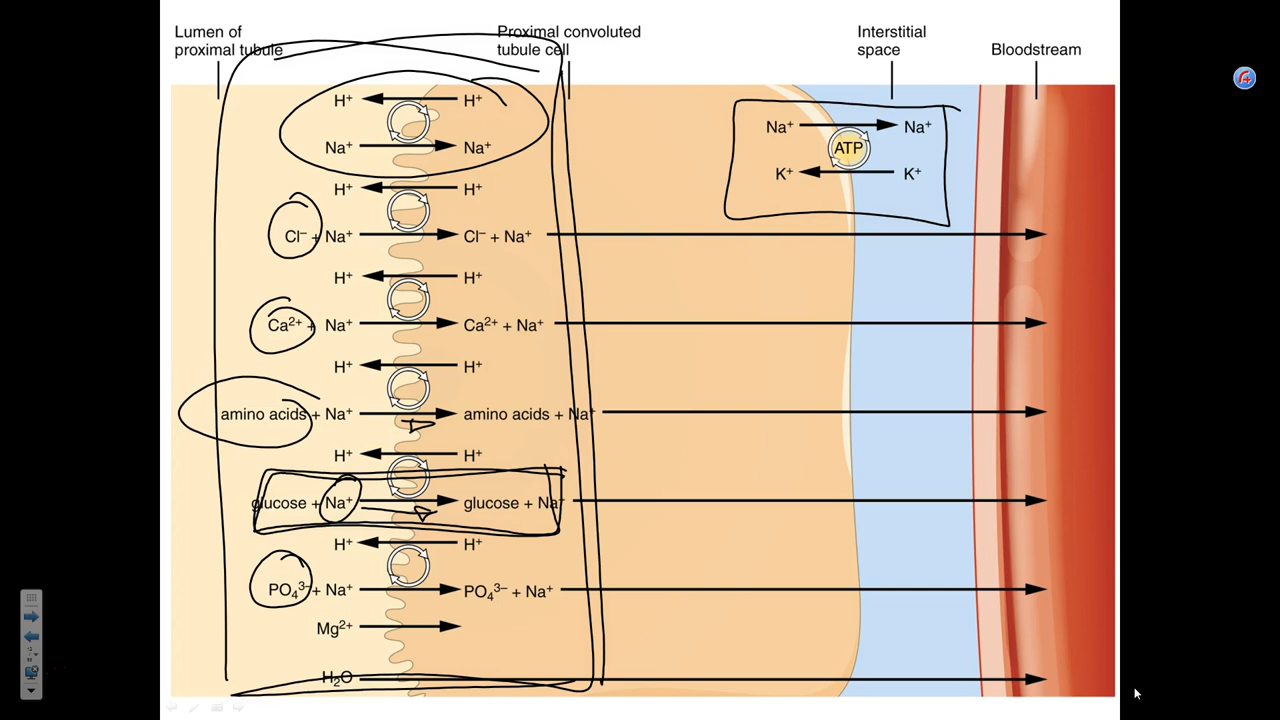 Lumen of
proximal tubule
Proximal convoluted
tubule cell
Interstitial
space
Bloodstream
H⁺ H⁺
Na⁺ Na⁺
Na⁺ Na⁺
ATP
K⁺ K⁺
H⁺ H⁺
Cl⁻ + Na⁺ Cl⁻ + Na⁺
H⁺ H⁺
Ca²⁺ + Na⁺ Ca²⁺ + Na⁺
H⁺ H⁺
amino acids + Na⁺ amino acids + Na⁺
H⁺ H⁺
glucose + Na⁺ glucose + Na⁺
H⁺ H⁺
PO₄³⁻ + Na⁺ PO₄³⁻ + Na⁺
Mg²⁺
H₂O